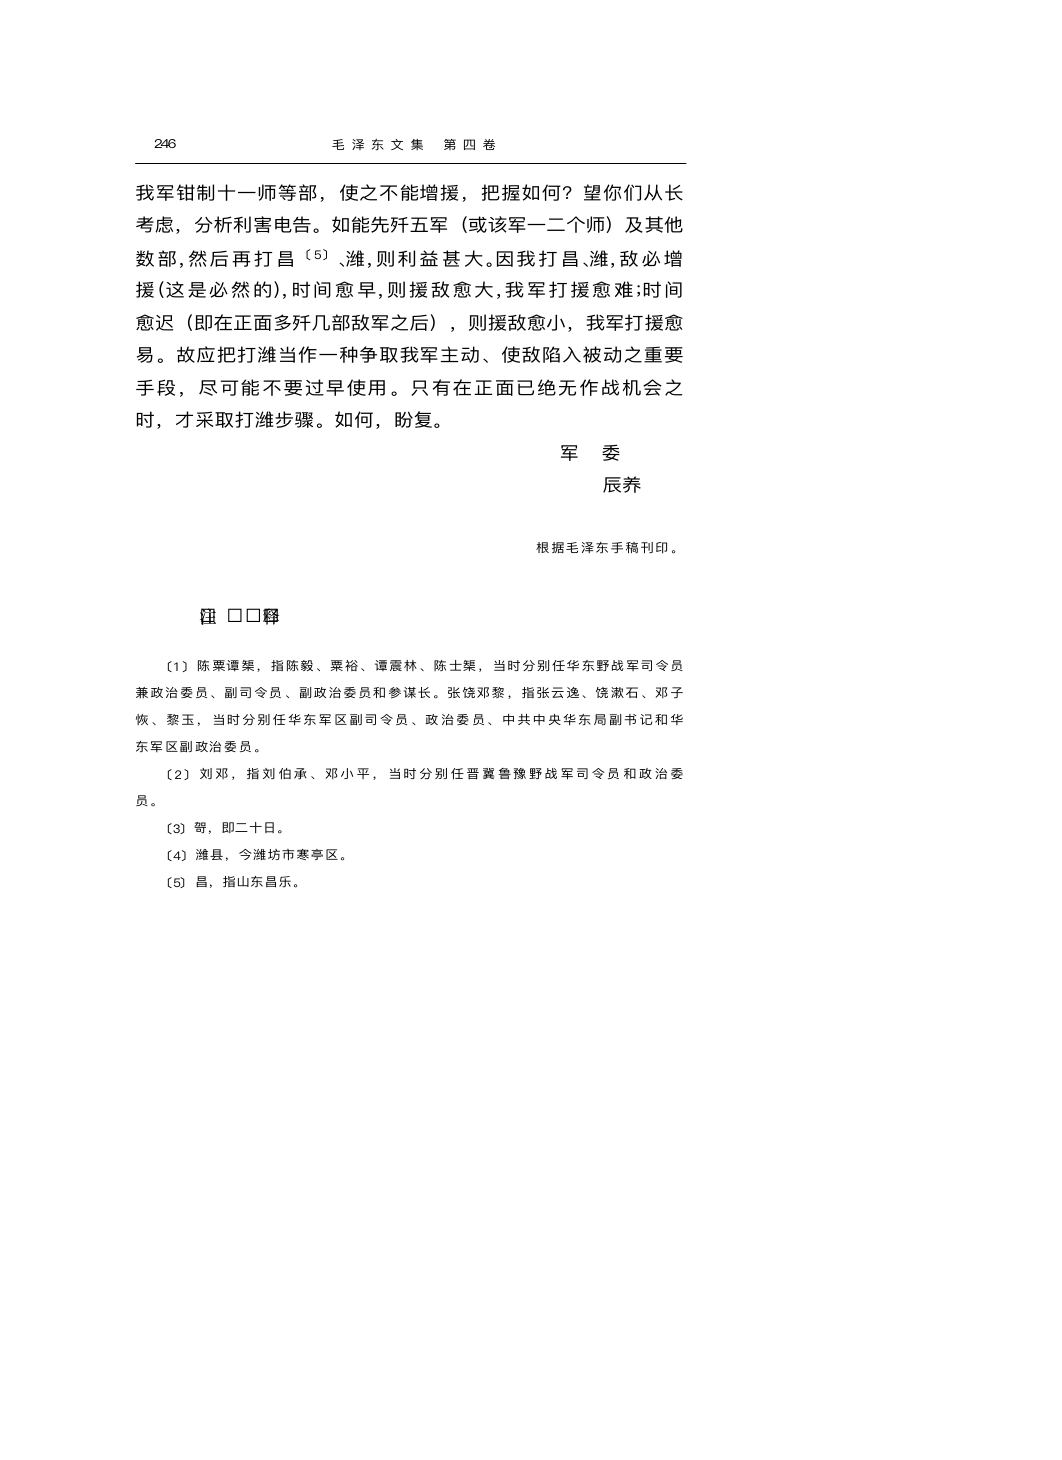 246 毛泽东文集 第四卷
我军钳制十一师等部，使之不能增援，把握如何？望你们从长
考虑，分析利害电告。如能先歼五军（或该军一二个师）及其他
数部，然后再打昌〔5〕、潍，则利益甚大。因我打昌、潍，敌必增
援（这是必然的），时间愈早，则援敌愈大，我军打援愈难；时间
愈迟（即在正面多歼几部敌军之后），则援敌愈小，我军打援愈
易。故应把打潍当作一种争取我军主动、使敌陷入被动之重要
手段，尽可能不要过早使用。只有在正面已绝无作战机会之
时，才采取打潍步骤。如何，盼复。
军 委
辰养
根据毛泽东手稿刊印。
注 □□释
〔1〕陈粟谭榘，指陈毅、粟裕、谭震林、陈士榘，当时分别任华东野战军司令员
兼政治委员、副司令员、副政治委员和参谋长。张饶邓黎，指张云逸、饶漱石、邓子
恢、黎玉，当时分别任华东军区副司令员、政治委员、中共中央华东局副书记和华
东军区副政治委员。
〔2〕刘邓，指刘伯承、邓小平，当时分别任晋冀鲁豫野战军司令员和政治委
员。
〔3〕哿，即二十日。
〔4〕潍县，今潍坊市寒亭区。
〔5〕昌，指山东昌乐。